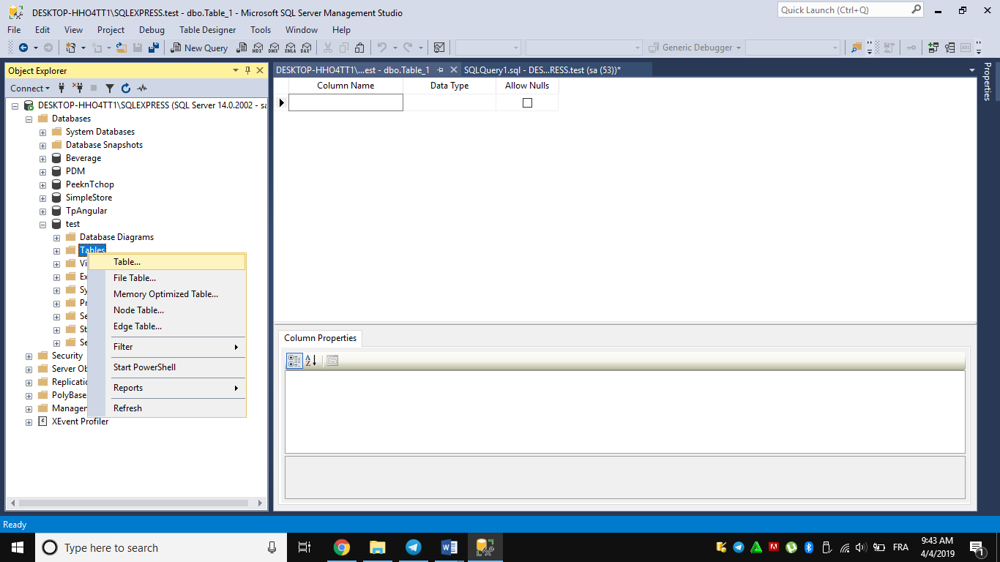 DESKTOP-HHO4TT1\SQLEXPRESS.test - dbo.Table_1 - Microsoft SQL Server Management Studio
Quick Launch (Ctrl+Q)
File Edit View Project Debug Table Designer Tools Window Help
New Query MDX DMX XMLA DAX Generic Debugger
Object Explorer
DESKTOP-HHO4TT1\...est - dbo.Table_1 SQLQuery1.sql - DES...RESS.test (sa (53))*
Properties
Connect
Column Name Data Type Allow Nulls
DESKTOP-HHO4TT1\SQLEXPRESS (SQL Server 14.0.2002 - sa
Databases
System Databases
Database Snapshots
Beverage
PDM
PeeknTchop
SimpleStore
TpAngular
test
Database Diagrams
Tables
Vi
Ex
Sy
Pr
Se
St
Se
Security
Server Ob
Replicatio
PolyBase
Managem
XEvent Profiler
Table...
File Table...
Memory Optimized Table...
Node Table...
Edge Table...
Filter
Start PowerShell
Reports
Refresh
Column Properties
Ready
Type here to search
FRA
9:43 AM
4/4/2019
1